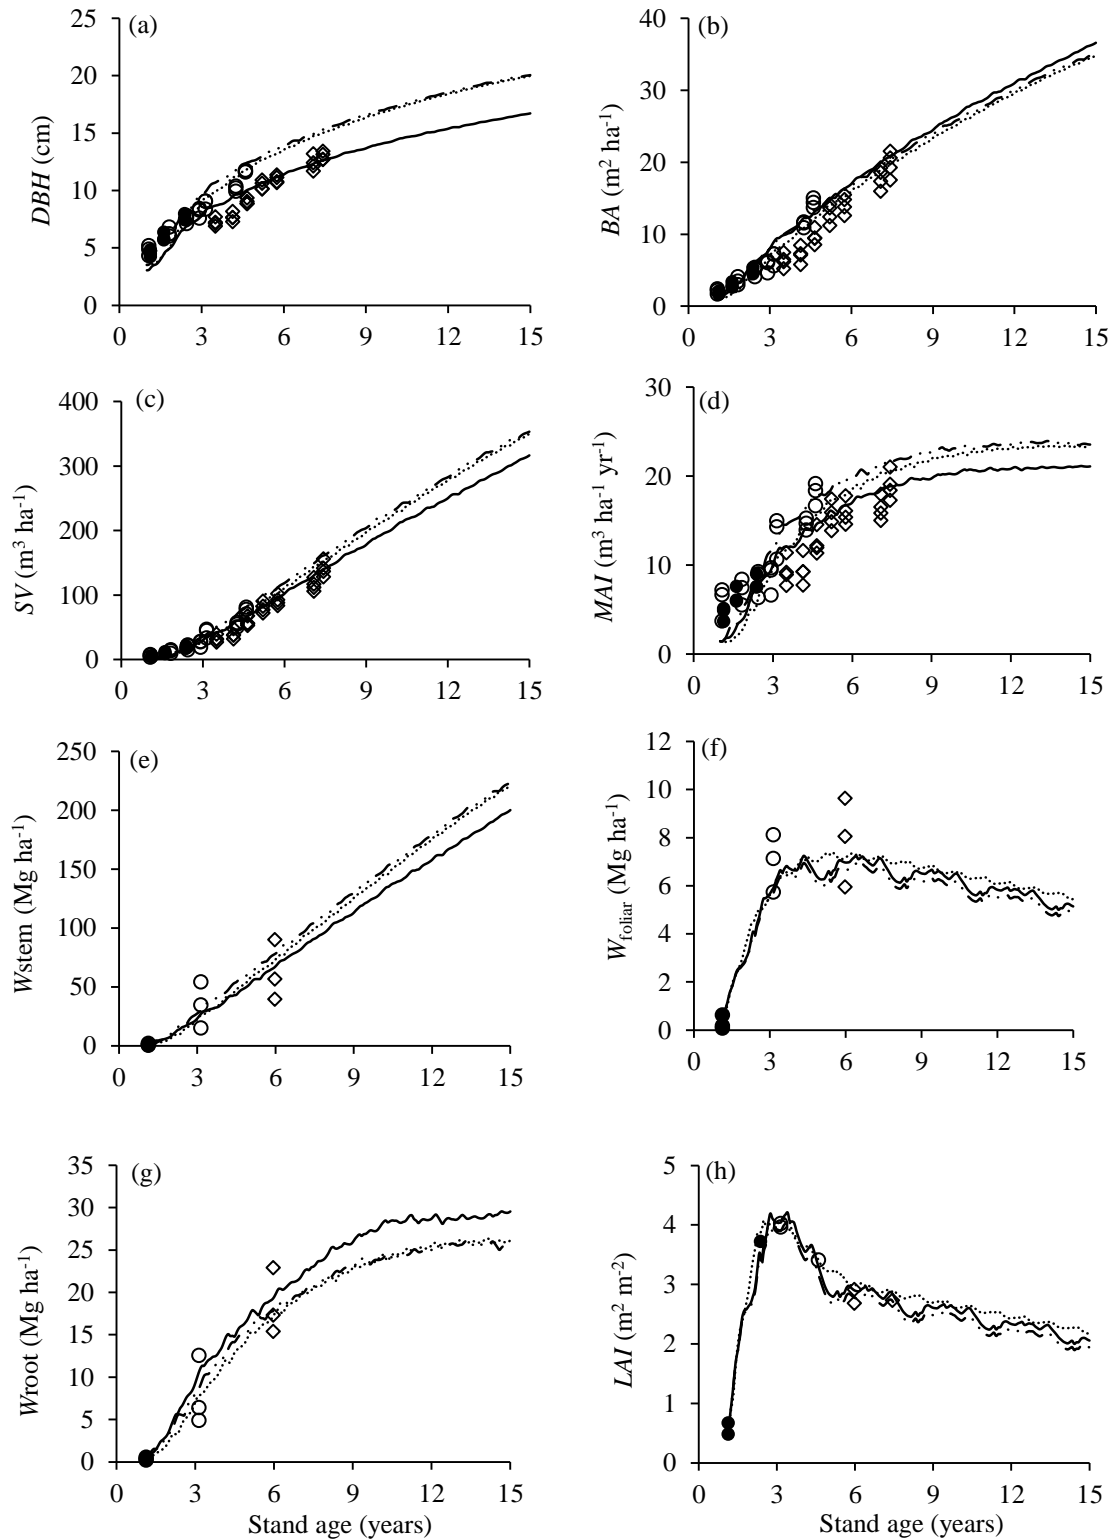 (a)
25
20
15
10
5
0
DBH (cm)
0 3 6 9 12 15
(b)
40
30
20
10
0
BA (m² ha⁻¹)
0 3 6 9 12 15
(c)
400
300
200
100
0
SV (m³ ha⁻¹)
0 3 6 9 12 15
(d)
30
20
10
0
MAI (m³ ha⁻¹ yr⁻¹)
0 3 6 9 12 15
(e)
250
200
150
100
50
0
Wstem (Mg ha⁻¹)
0 3 6 9 12 15
(f)
12
10
8
6
4
2
0
W_foliar (Mg ha⁻¹)
0 3 6 9 12 15
(g)
35
30
25
20
15
10
5
0
Wroot (Mg ha⁻¹)
0 3 6 9 12 15
Stand age (years)
(h)
5
4
3
2
1
0
LAI (m² m⁻²)
0 3 6 9 12 15
Stand age (years)